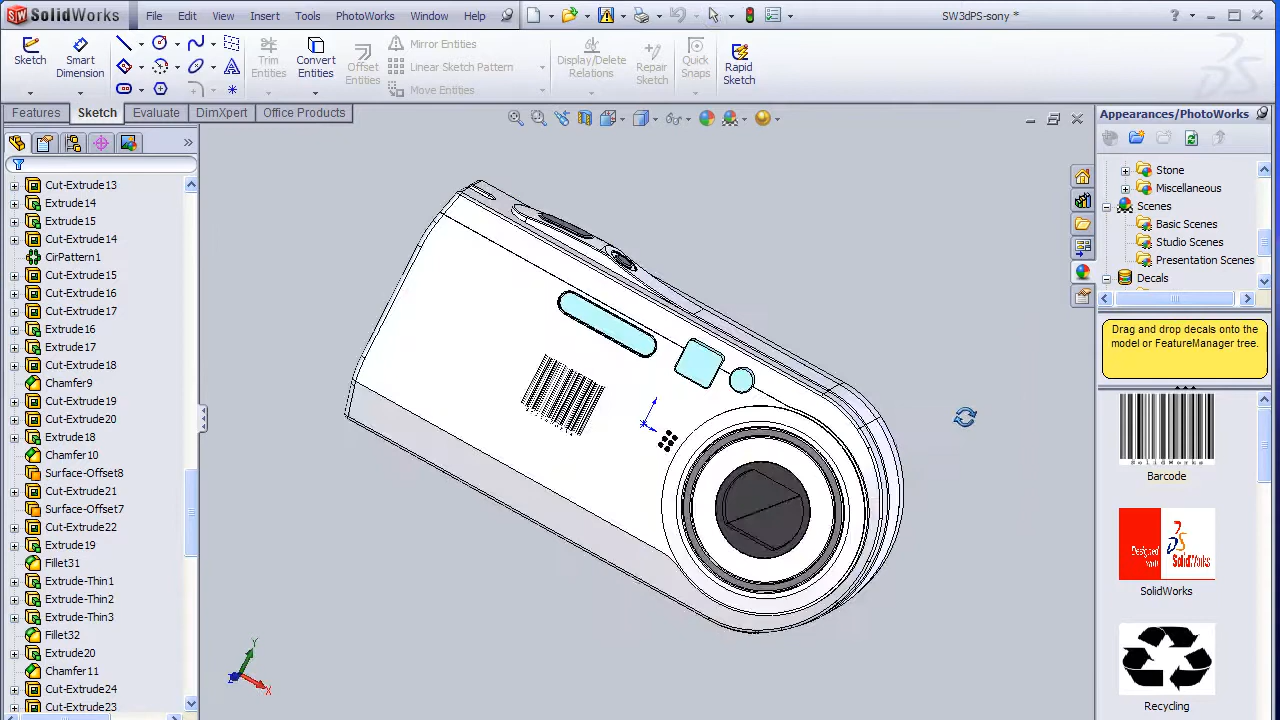 SolidWorks
File Edit View Insert Tools PhotoWorks Window Help
SW3dPS-sony *
Sketch
Smart Dimension
Trim Entities
Convert Entities
Offset Entities
Mirror Entities
Linear Sketch Pattern
Move Entities
Display/Delete Relations
Repair Sketch
Quick Snaps
Rapid Sketch
Features Sketch Evaluate DimXpert Office Products
Cut-Extrude13
Extrude14
Extrude15
Cut-Extrude14
CirPattern1
Cut-Extrude15
Cut-Extrude16
Cut-Extrude17
Extrude16
Extrude17
Cut-Extrude18
Chamfer9
Cut-Extrude19
Cut-Extrude20
Extrude18
Chamfer10
Surface-Offset8
Cut-Extrude21
Surface-Offset7
Cut-Extrude22
Extrude19
Fillet31
Extrude-Thin1
Extrude-Thin2
Extrude-Thin3
Fillet32
Extrude20
Chamfer11
Cut-Extrude24
Cut-Extrude23
Y
X
Z
Appearances/PhotoWorks
Stone
Miscellaneous
Scenes
Basic Scenes
Studio Scenes
Presentation Scenes
Decals
Drag and drop decals onto the
model or FeatureManager tree.
SolidWorks
Barcode
Designed
with
SolidWorks
SolidWorks
Recycling